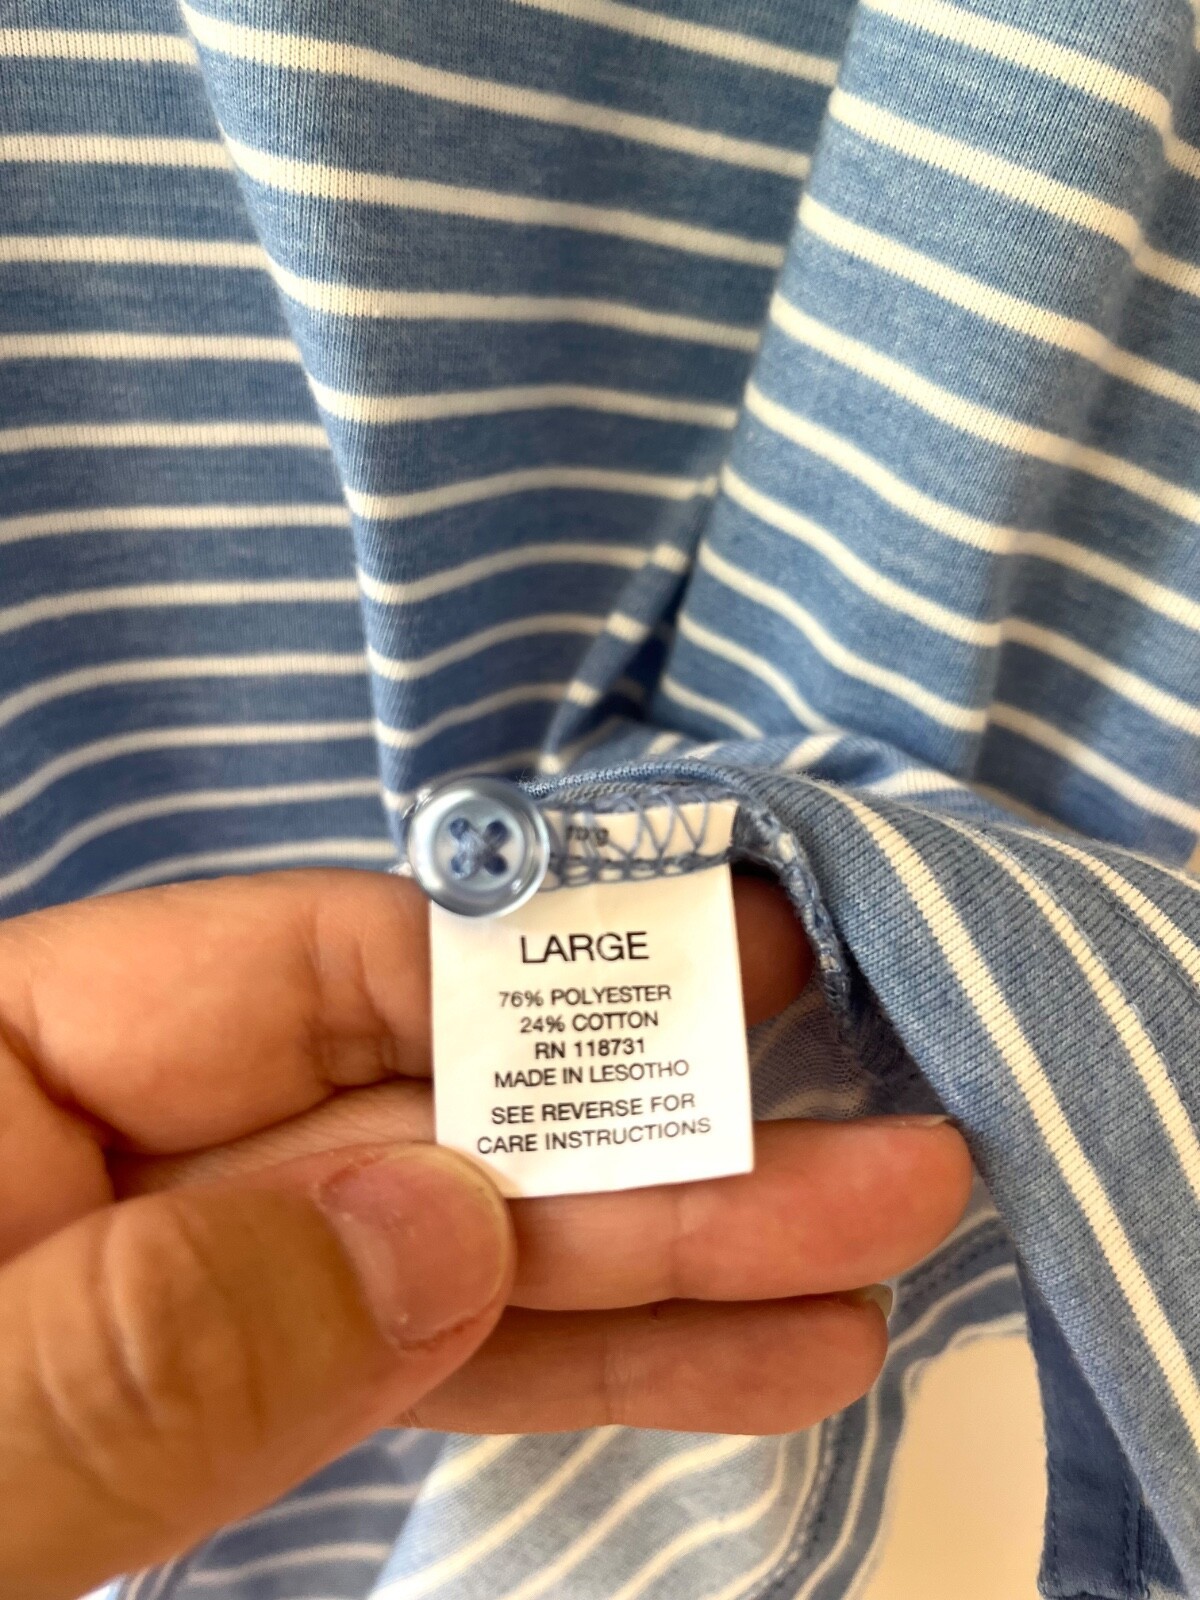 LARGE
76% POLYESTER
24% COTTON
RN 118731
MADE IN LESOTHO
SEE REVERSE FOR
CARE INSTRUCTIONS